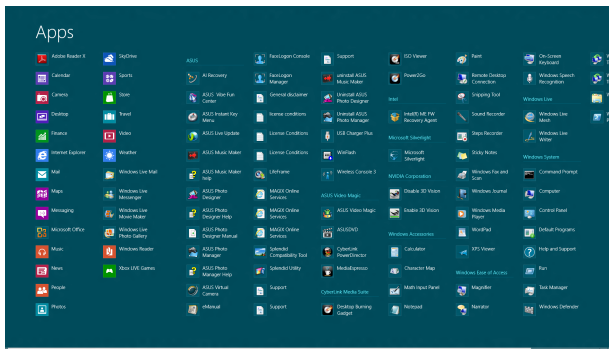 Apps
Adobe Reader X
Calendar
Camera
Desktop
Finance
Internet Explorer
Mail
Maps
Messaging
Microsoft Office
Music
News
People
Photos
SkyDrive
Sports
Store
Travel
Video
Weather
Windows Live Mail
Windows Live
Messenger
Windows Live
Movie Maker
Windows Live
Photo Gallery
Windows Reader
Xbox LIVE Games
ASUS
AI Recovery
ASUS Vibe Fun
Center
ASUS Instant Key
Menu
ASUS Live Update
ASUS Music Maker
ASUS Music Maker
help
ASUS Photo
Designer
ASUS Photo
Designer Help
ASUS Photo
Designer Manual
ASUS Photo
Manager
ASUS Photo
Manager Help
ASUS Virtual
Camera
eManual
FaceLogon Console
FaceLogon
Manager
General disclaimer
license conditions
License Conditions
License Conditions
LifeFrame
MAGIX Online
Services
MAGIX Online
Services
MAGIX Online
Services
Splendid
Compatibility Tool
Splendid Utility
Support
Support
Support
uninstall ASUS
Music Maker
Uninstall ASUS
Photo Designer
Uninstall ASUS
Photo Manager
USB Charger Plus
WinFlash
Wireless Console 3
ASUS Video Magic
ASUS Video Magic
ASUSDVD
CyberLink
PowerDirector
MediaEspresso
CyberLink Media Suite
Desktop Burning
Gadget
ISO Viewer
Power2Go
Intel
Intel(R) ME FW
Recovery Agent
Microsoft Silverlight
Microsoft
Silverlight
NVIDIA Corporation
Disable 3D Vision
Enable 3D Vision
Windows Accessories
Calculator
Character Map
Math Input Panel
Notepad
Paint
Remote Desktop
Connection
Snipping Tool
Sound Recorder
Steps Recorder
Sticky Notes
Windows Fax and
Scan
Windows Journal
Windows Media
Player
WordPad
XPS Viewer
Windows Ease of Access
Magnifier
Narrator
On-Screen
Keyboard
Windows Speech
Recognition
Windows Live
Windows Live
Mesh
Windows Live
Writer
Windows System
Command Prompt
Computer
Control Panel
Default Programs
Help and Support
Run
Task Manager
Windows Defender